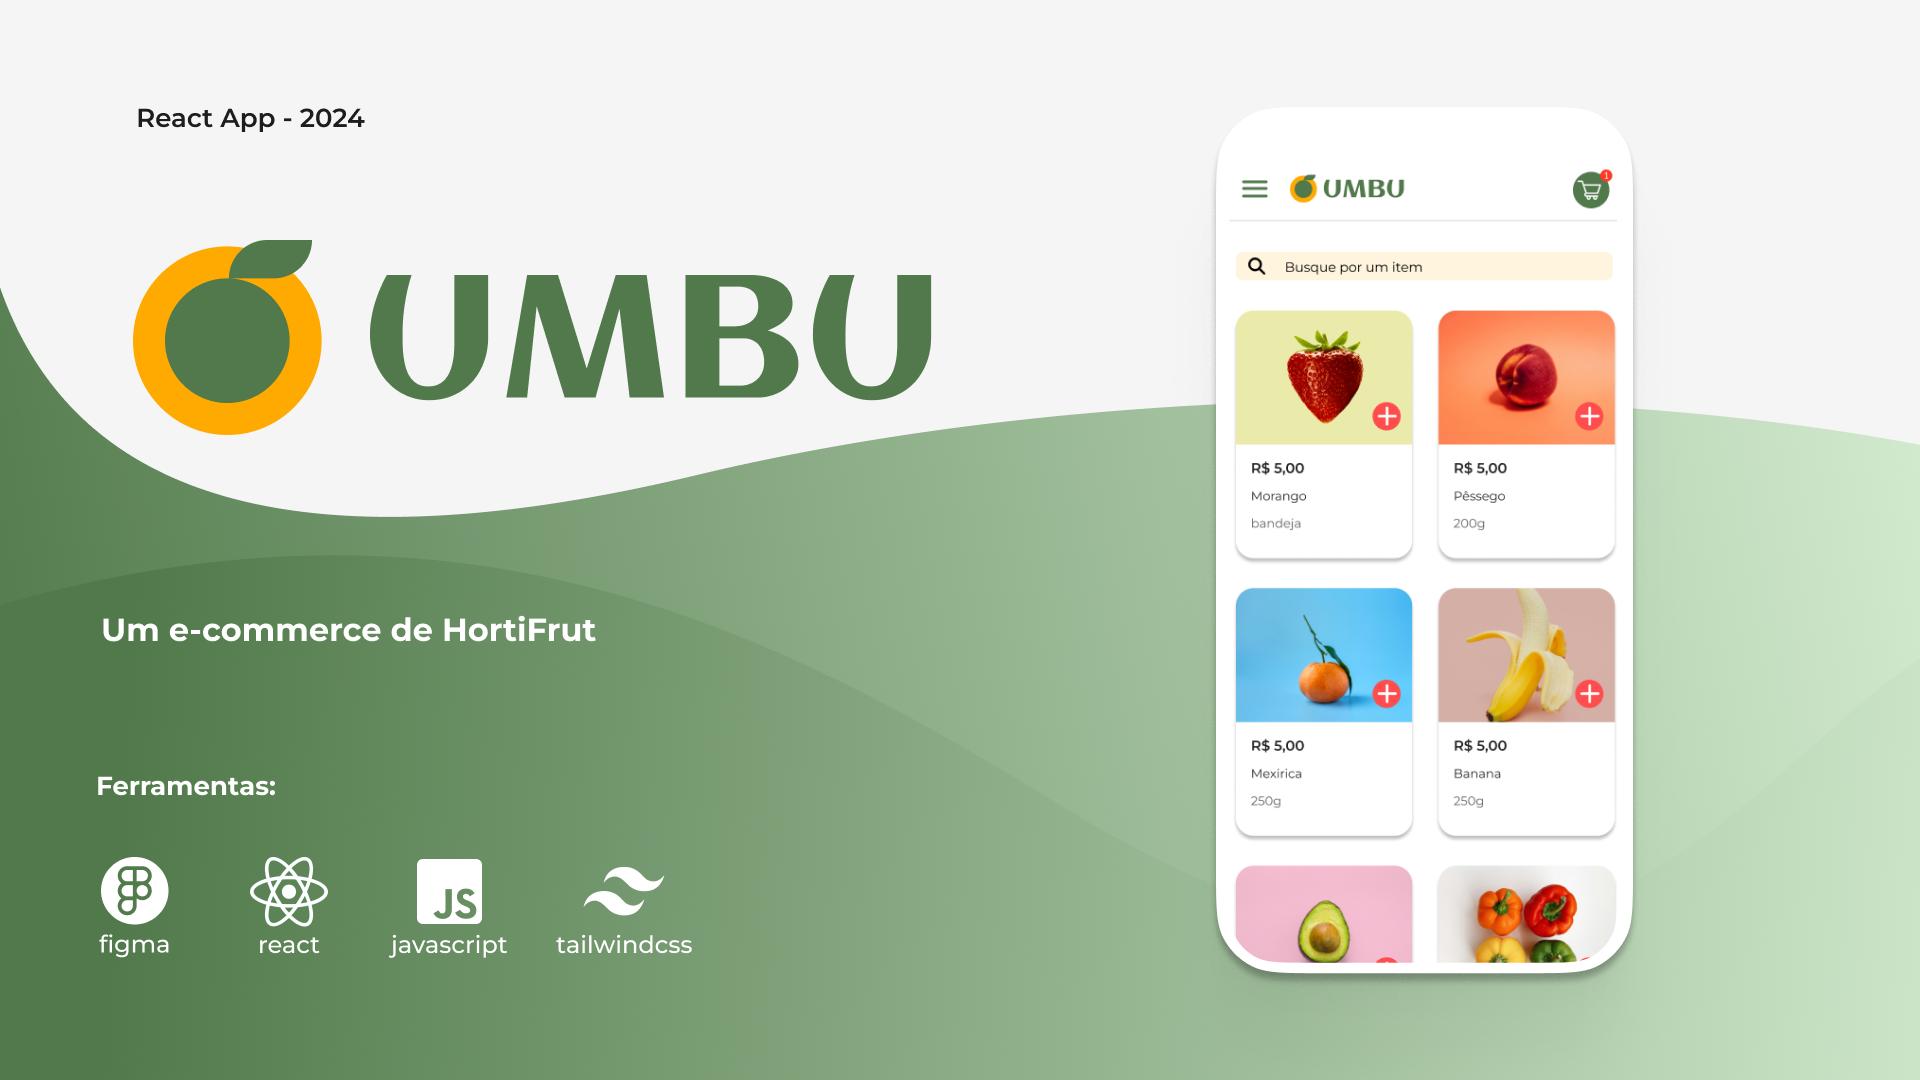 React App - 2024
UMBU
Um e-commerce de HortiFrut
Ferramentas:
JS
figma
react
javascript
tailwindcss
UMBU
1
Busque por um item
R$ 5,00
Morango
bandeja
R$ 5,00
Pêssego
200g
R$ 5,00
Mexirica
250g
R$ 5,00
Banana
250g